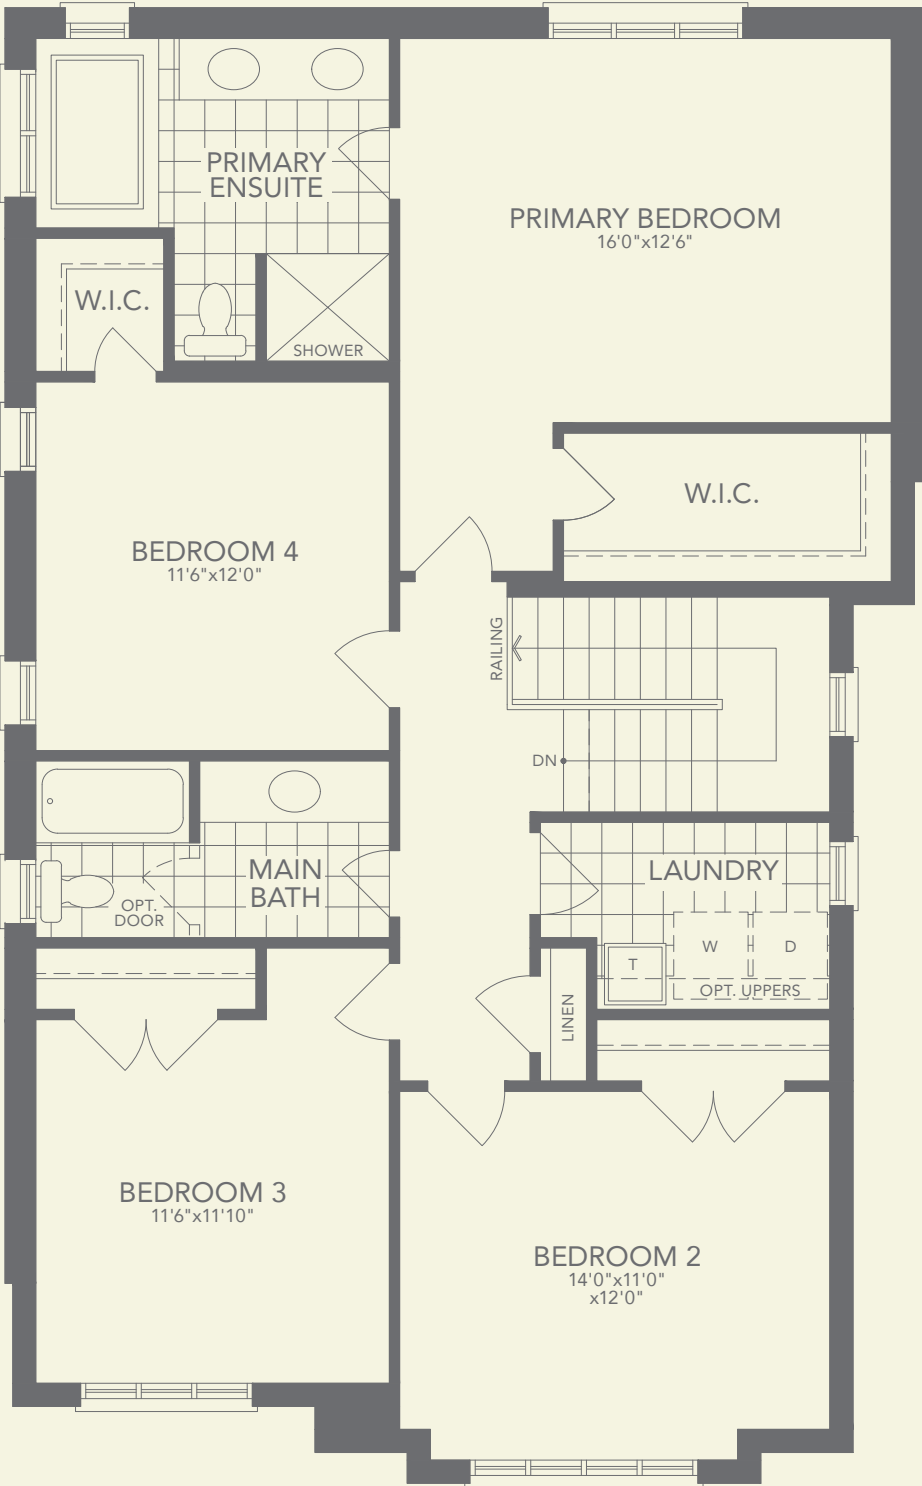 PRIMARY
ENSUITE
PRIMARY BEDROOM
16'0"x12'6"
W.I.C.
SHOWER
W.I.C.
BEDROOM 4
11'6"x12'0"
RAILING
DN
MAIN
BATH
OPT.
DOOR
LAUNDRY
W
D
T
OPT. UPPERS
LINEN
BEDROOM 3
11'6"x11'10"
BEDROOM 2
14'0"x11'0"
x12'0"